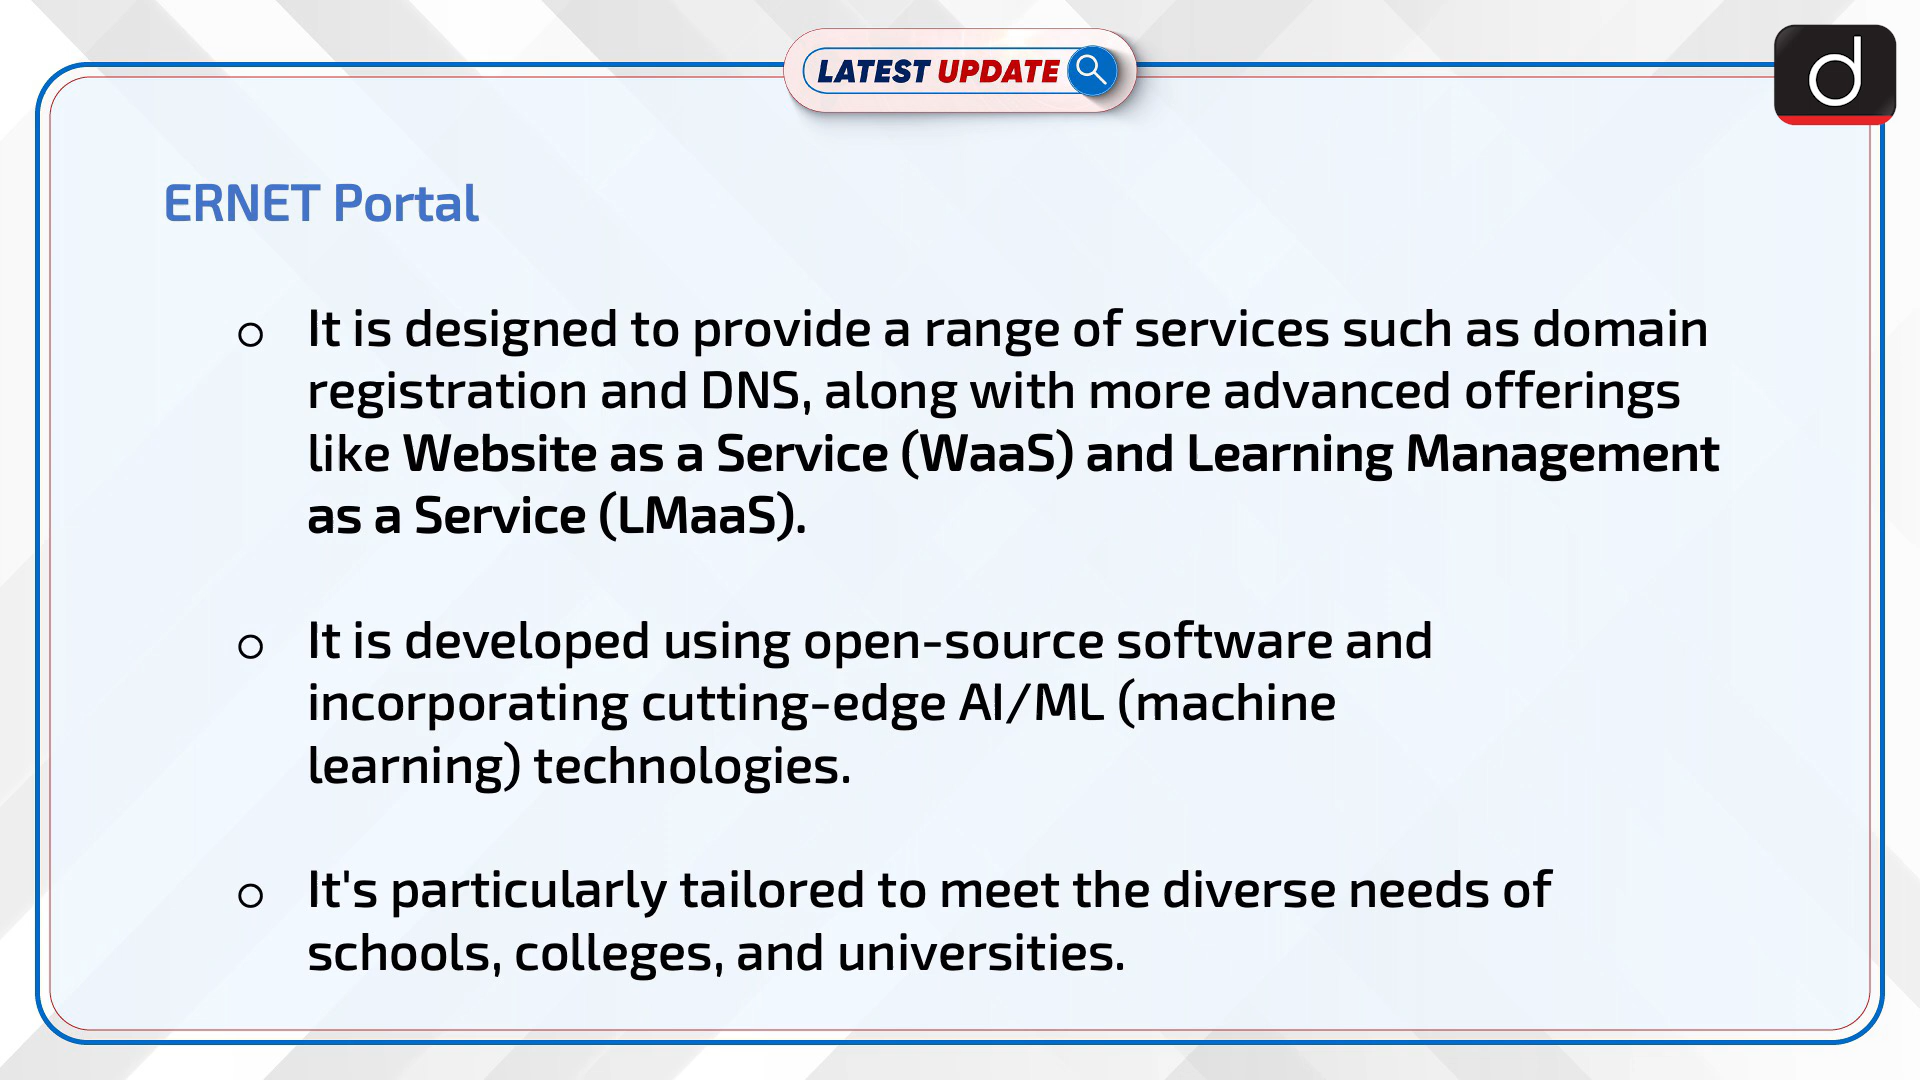 LATEST UPDATE
d
ERNET Portal
It is designed to provide a range of services such as domain
registration and DNS, along with more advanced offerings
like Website as a Service (WaaS) and Learning Management
as a Service (LMaaS).
It is developed using open-source software and
incorporating cutting-edge AI/ML (machine
learning) technologies.
It's particularly tailored to meet the diverse needs of
schools, colleges, and universities.